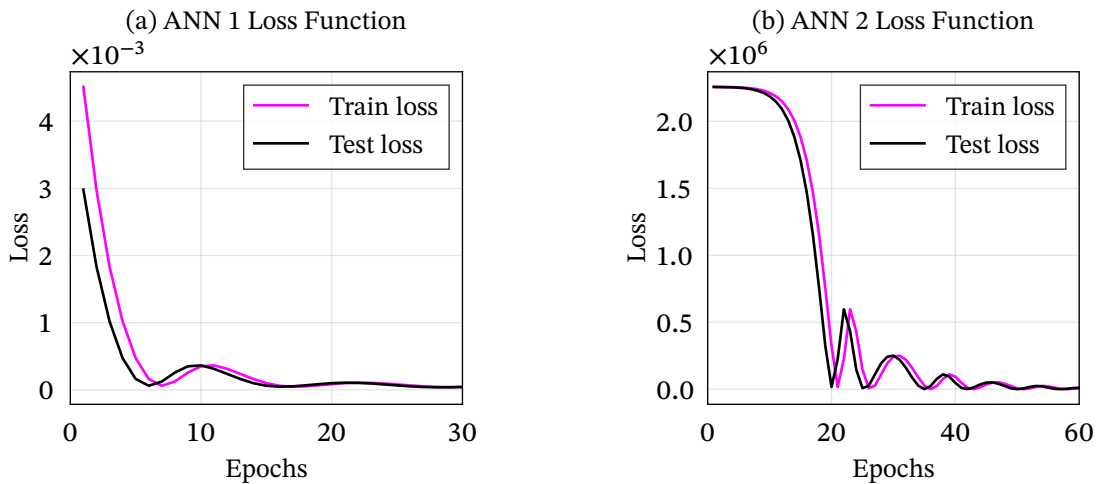 (a) ANN 1 Loss Function
×10⁻³
Train loss
Test loss
4
3
2
1
0
Loss
0 10 20 30
Epochs
(b) ANN 2 Loss Function
×10⁶
Train loss
Test loss
2.0
1.5
1.0
0.5
0.0
Loss
0 20 40 60
Epochs